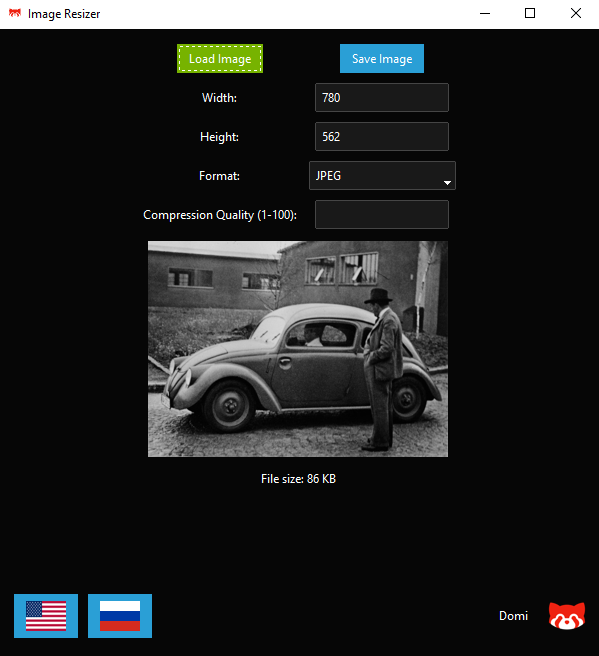 Image Resizer
Load Image
Save Image
Width:
780
Height:
562
Format:
JPEG
Compression Quality (1-100):
File size: 86 KB
Domi